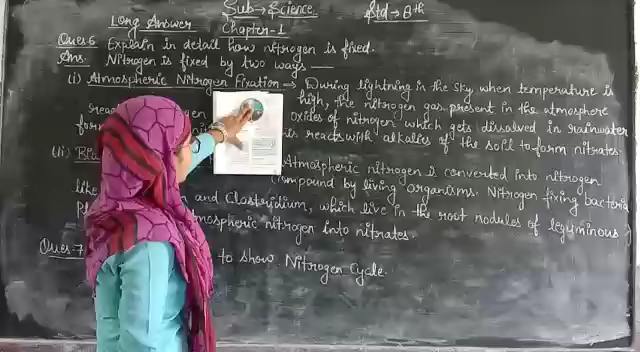 Sub → Science Std → 8th
Long Answer Chapter-1
Ques 6 Explain in detail how nitrogen is fixed.
Ans. Nitrogen is fixed by two ways
(i) Atmospheric Nitrogen Fixation → During lightning in the sky, when temperature is
high, the nitrogen gas present in the atmosphere
oxides of nitrogen which gets dissolved in rainwater
form reacts with alkalies of the soil to form nitrates.
(ii) Atmospheric nitrogen is converted into nitrogen
Compound by living organisms. Nitrogen fixing bacteria
like and Clostridium, which live in the root nodules of leguminous
nitrogen into nitrates.
Ques-7 to show Nitrogen Cycle.